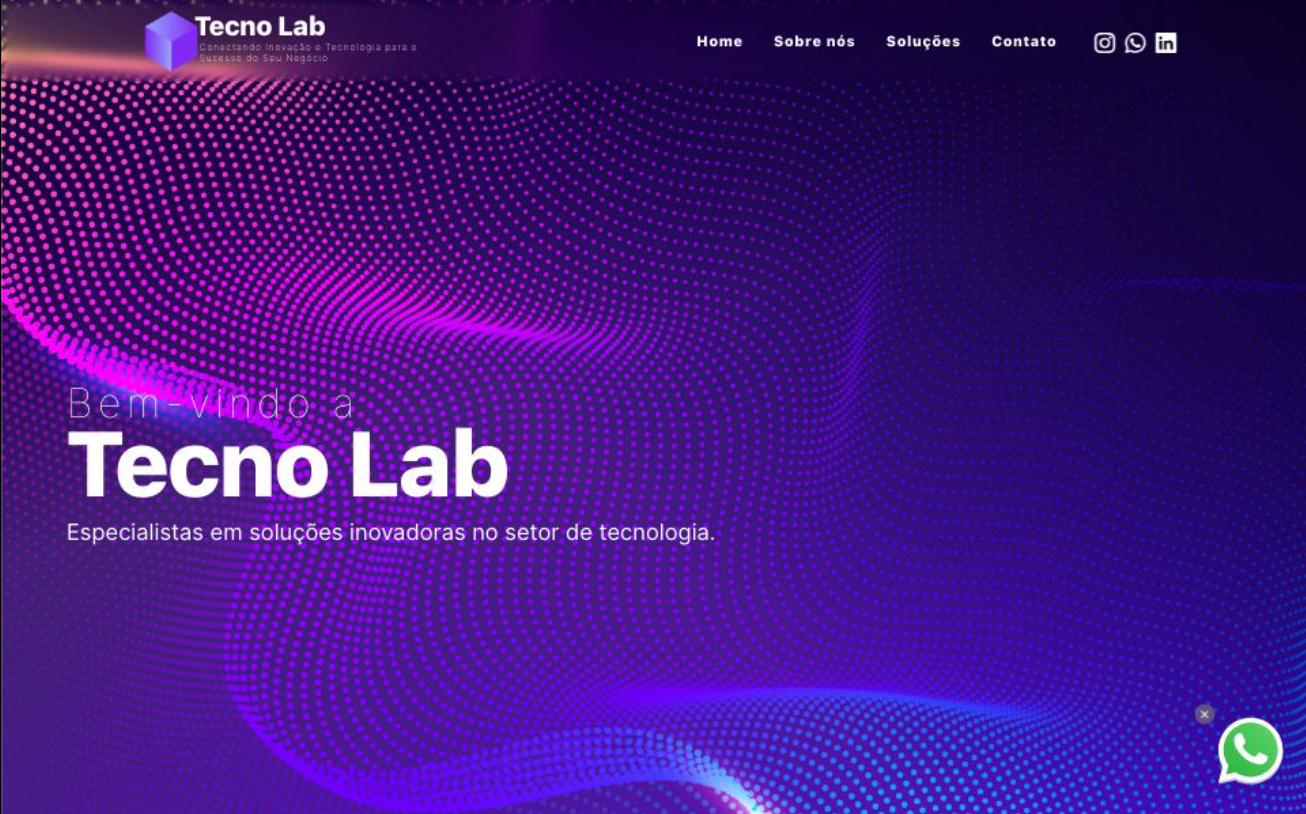 Tecno Lab
Conectando Inovação e Tecnologia para o
Sucesso do Seu Negócio
Home Sobre nós Soluções Contato
Bem-vindo a
Tecno Lab
Especialistas em soluções inovadoras no setor de tecnologia.